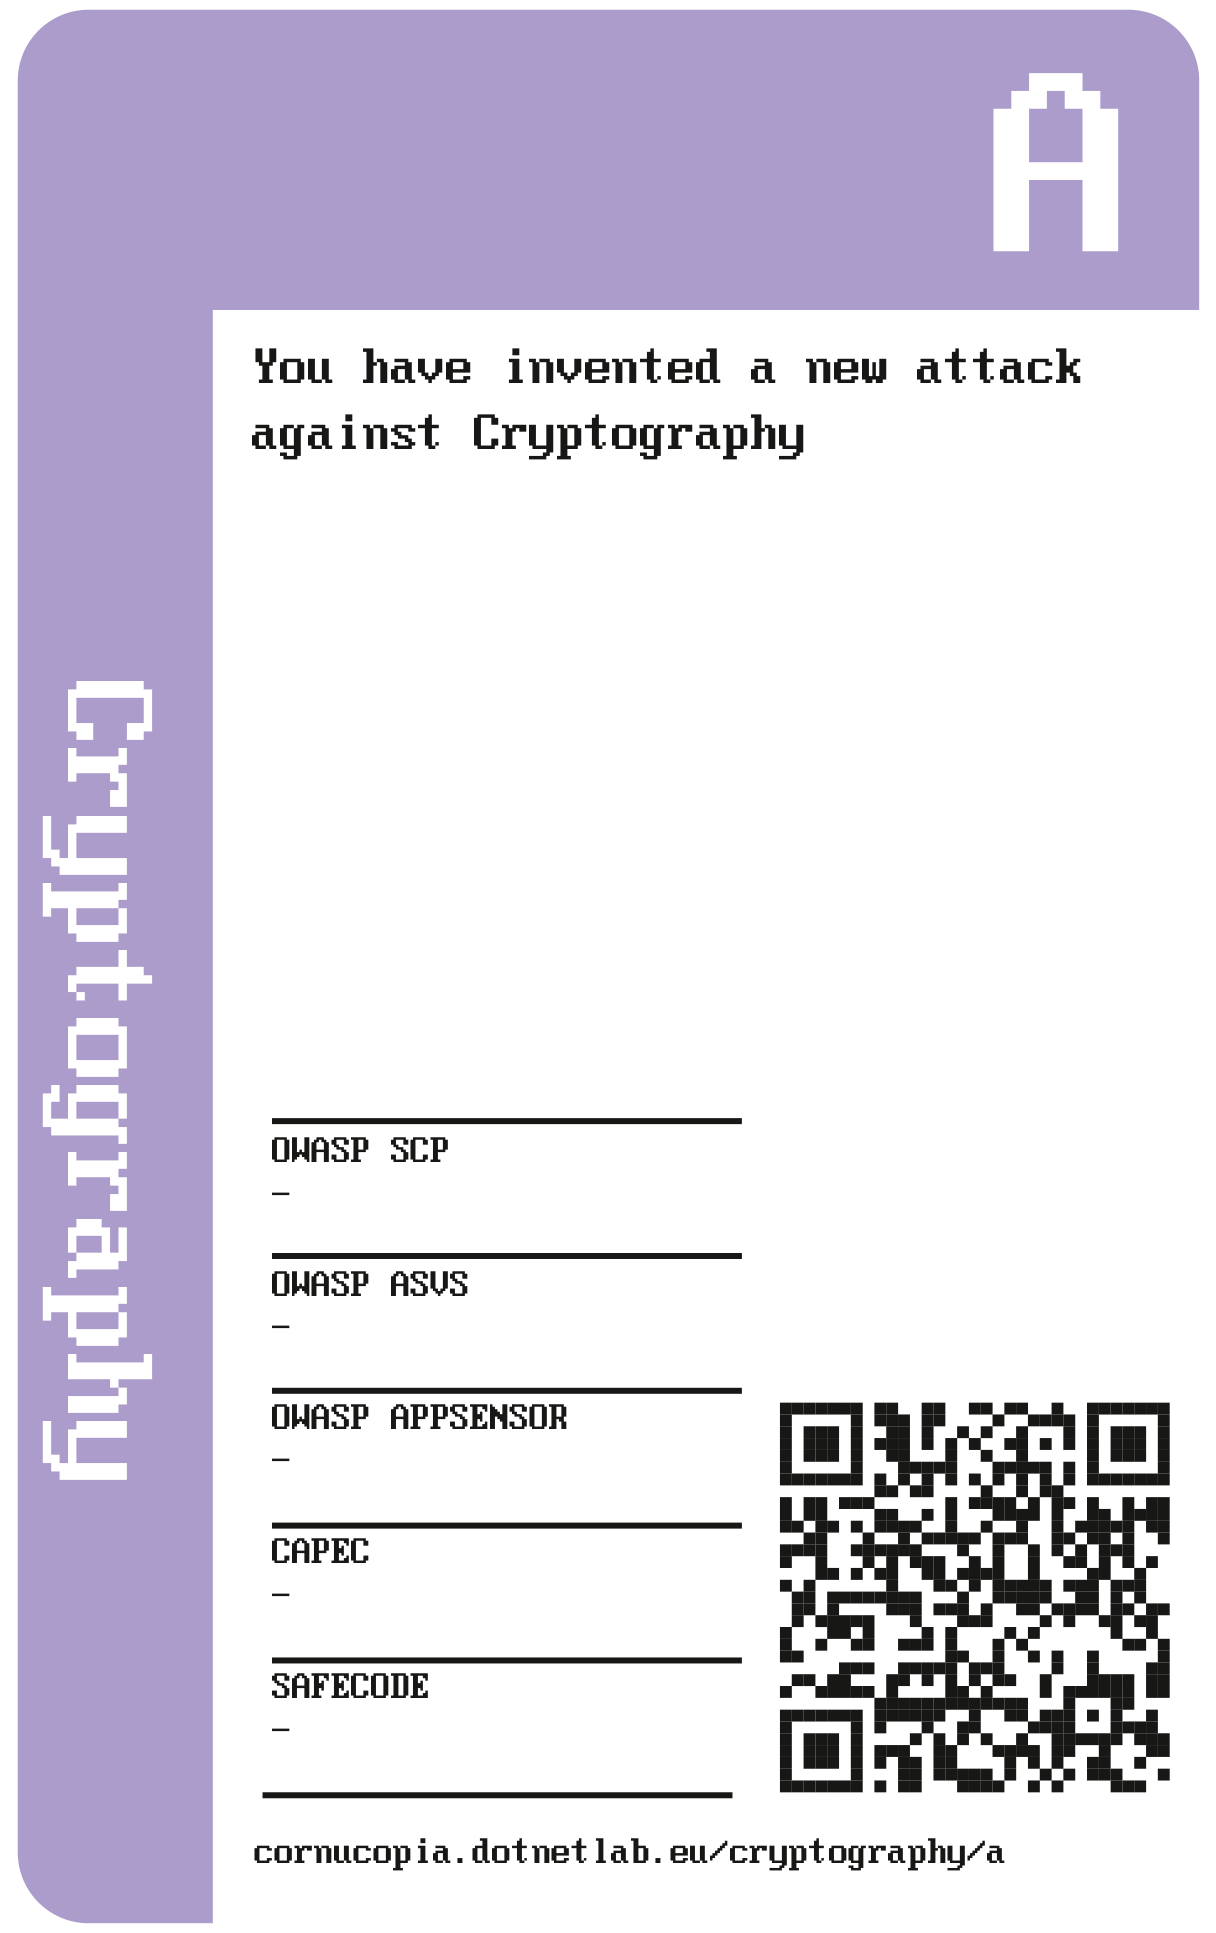 A
You have invented a new attack
against Cryptography
Cryptography
OWASP SCP
–
OWASP ASVS
–
OWASP APPSENSOR
–
CAPEC
–
SAFECODE
–
cornucopia.dotnetlab.eu/cryptography/a